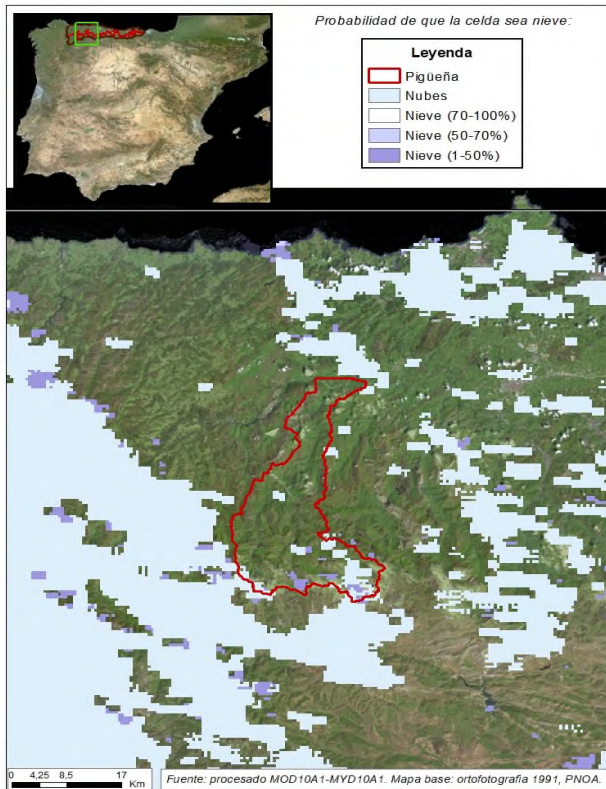 Probabilidad de que la celda sea nieve:
Leyenda
Pigüeña
Nubes
Nieve (70-100%)
Nieve (50-70%)
Nieve (1-50%)
0 4,25 8,5 17
Km
Fuente: procesado MOD10A1-MYD10A1. Mapa base: ortofotografia 1991, PNOA.